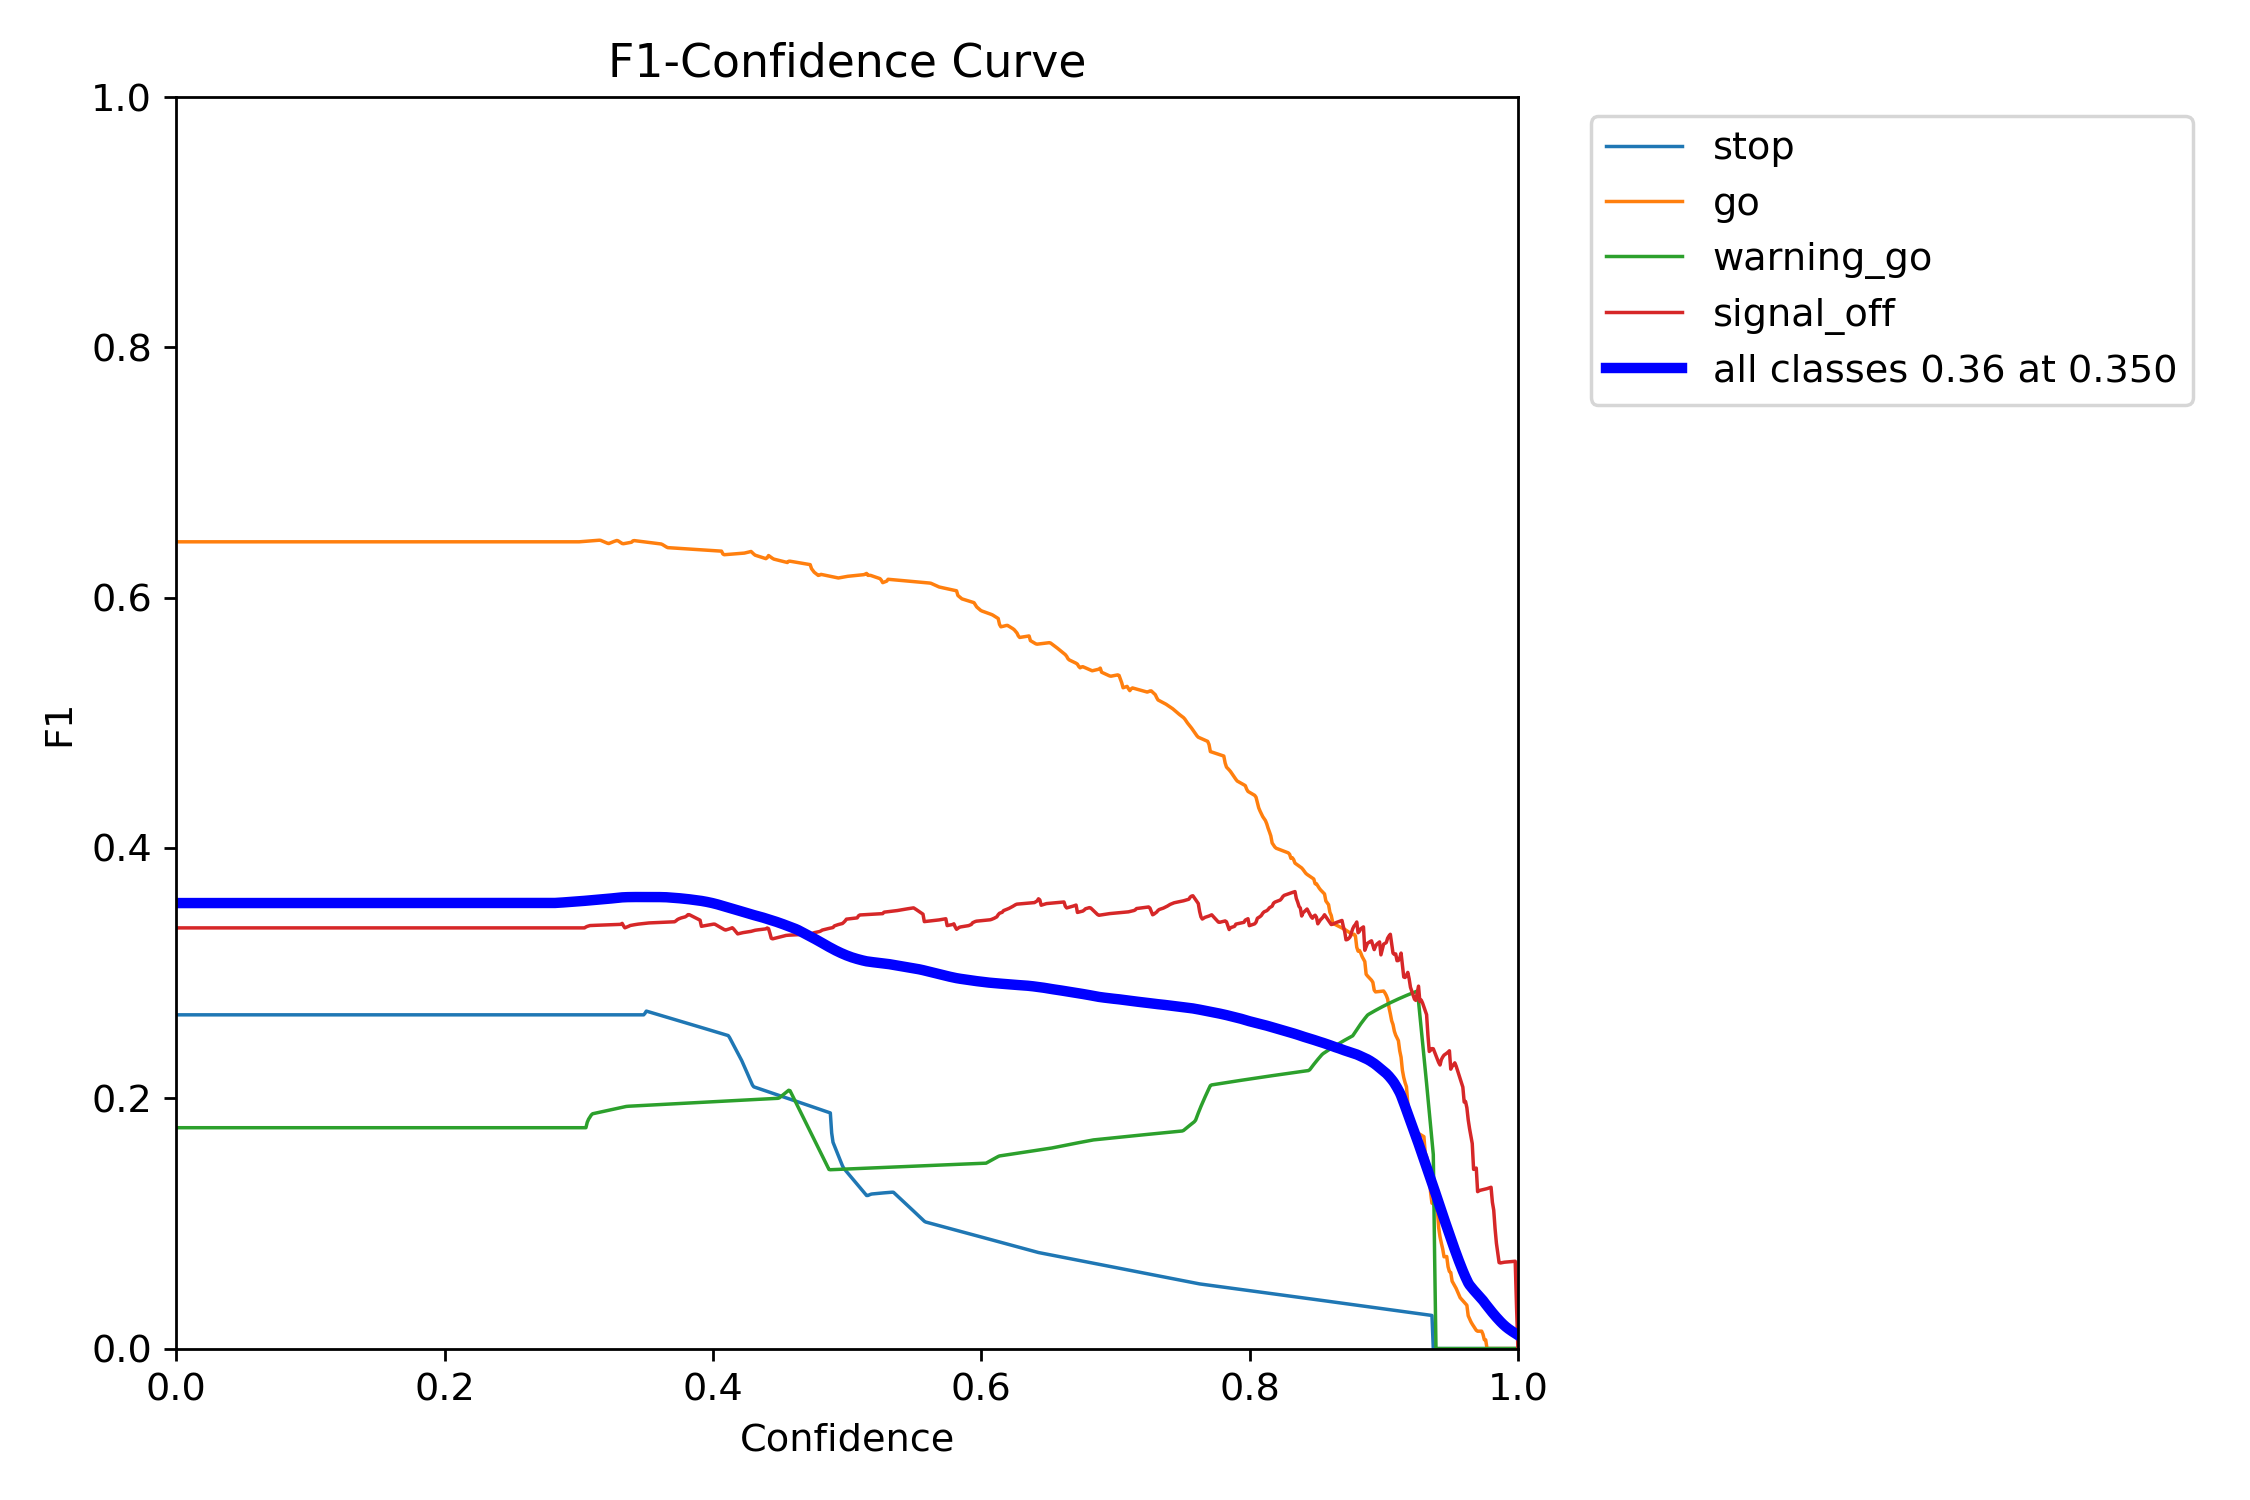 F1-Confidence Curve
1.0
0.8
0.6
0.4
0.2
0.0
F1
0.0 0.2 0.4 0.6 0.8 1.0
Confidence
stop
go
warning_go
signal_off
all classes 0.36 at 0.350